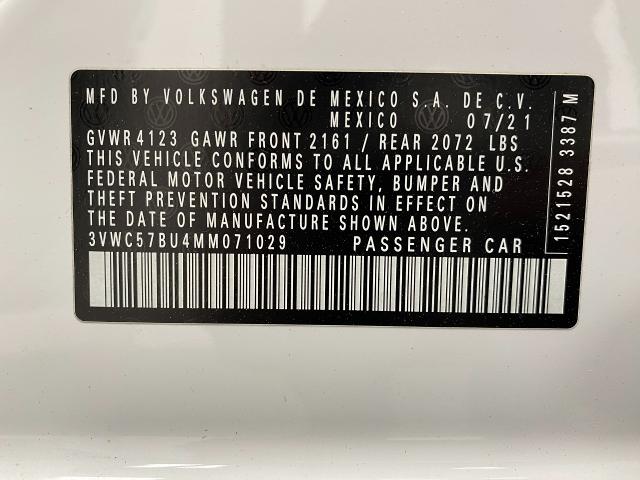 MFD BY VOLKSWAGEN DE MEXICO S.A. DE C.V.
MEXICO 07/21
GVWR 4123 GAWR FRONT 2161 / REAR 2072 LBS
THIS VEHICLE CONFORMS TO ALL APPLICABLE U.S.
FEDERAL MOTOR VEHICLE SAFETY, BUMPER AND
THEFT PREVENTION STANDARDS IN EFFECT ON
THE DATE OF MANUFACTURE SHOWN ABOVE.
3VWC57BU4MM071029 PASSENGER CAR
1521528 3387 M